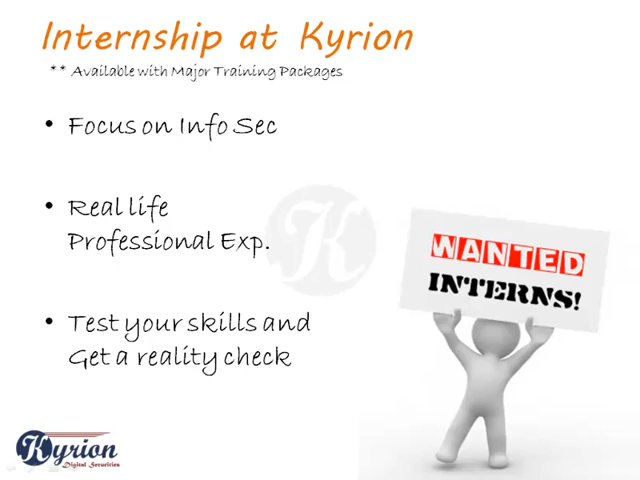 Internship at Kyrion
** Available with Major Training Packages
• Focus on Info Sec
• Real life
Professional Exp.
K
WANTED
INTERNS!
• Test your skills and
Get a reality check
Kyrion
Digital Securities